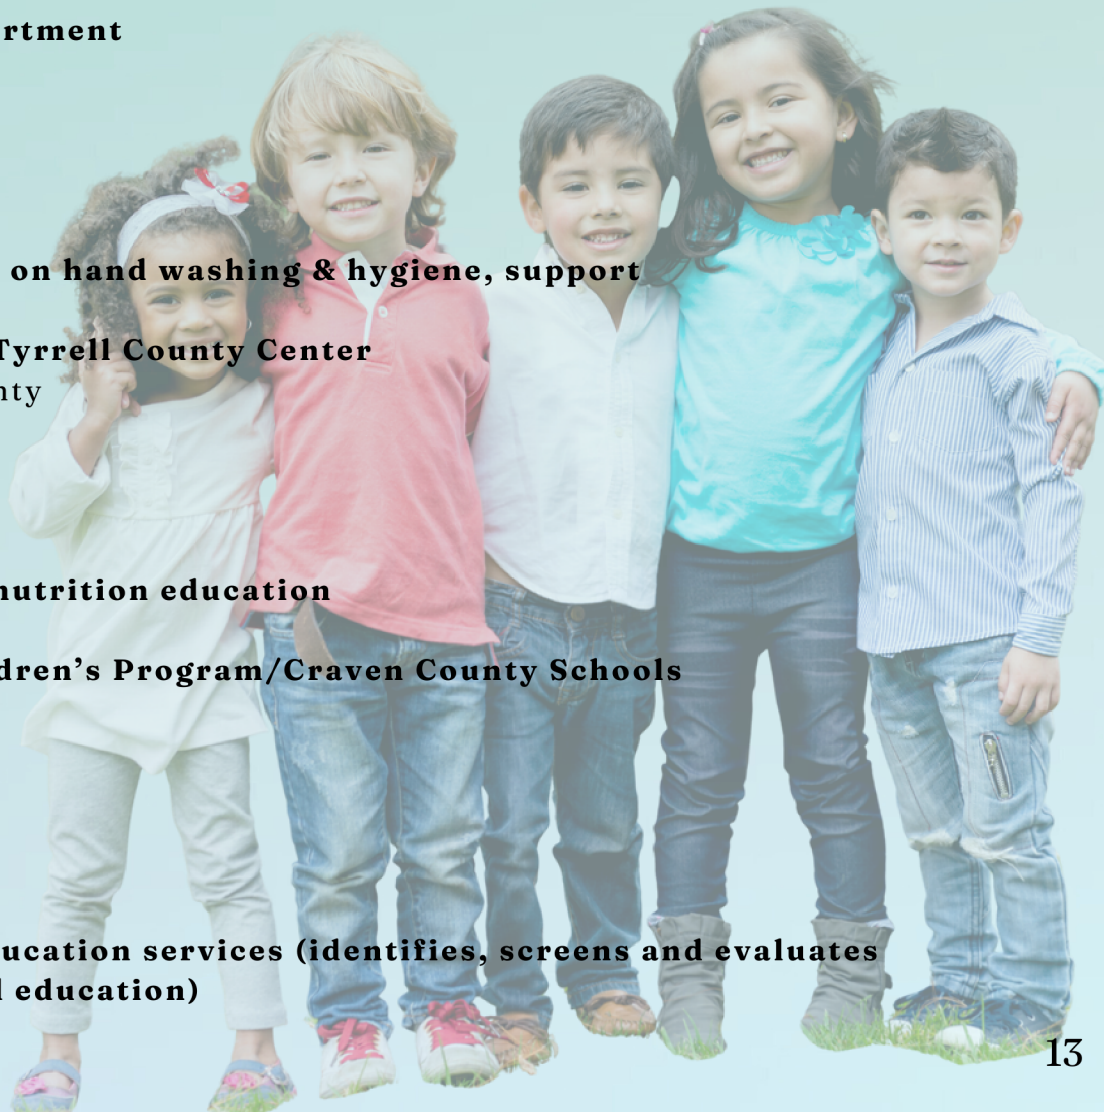 rtment
on hand washing & hygiene, support
Tyrrell County Center
nty
nutrition education
dren's Program/Craven County Schools
ucation services (identifies, screens and evaluates
l education)
13